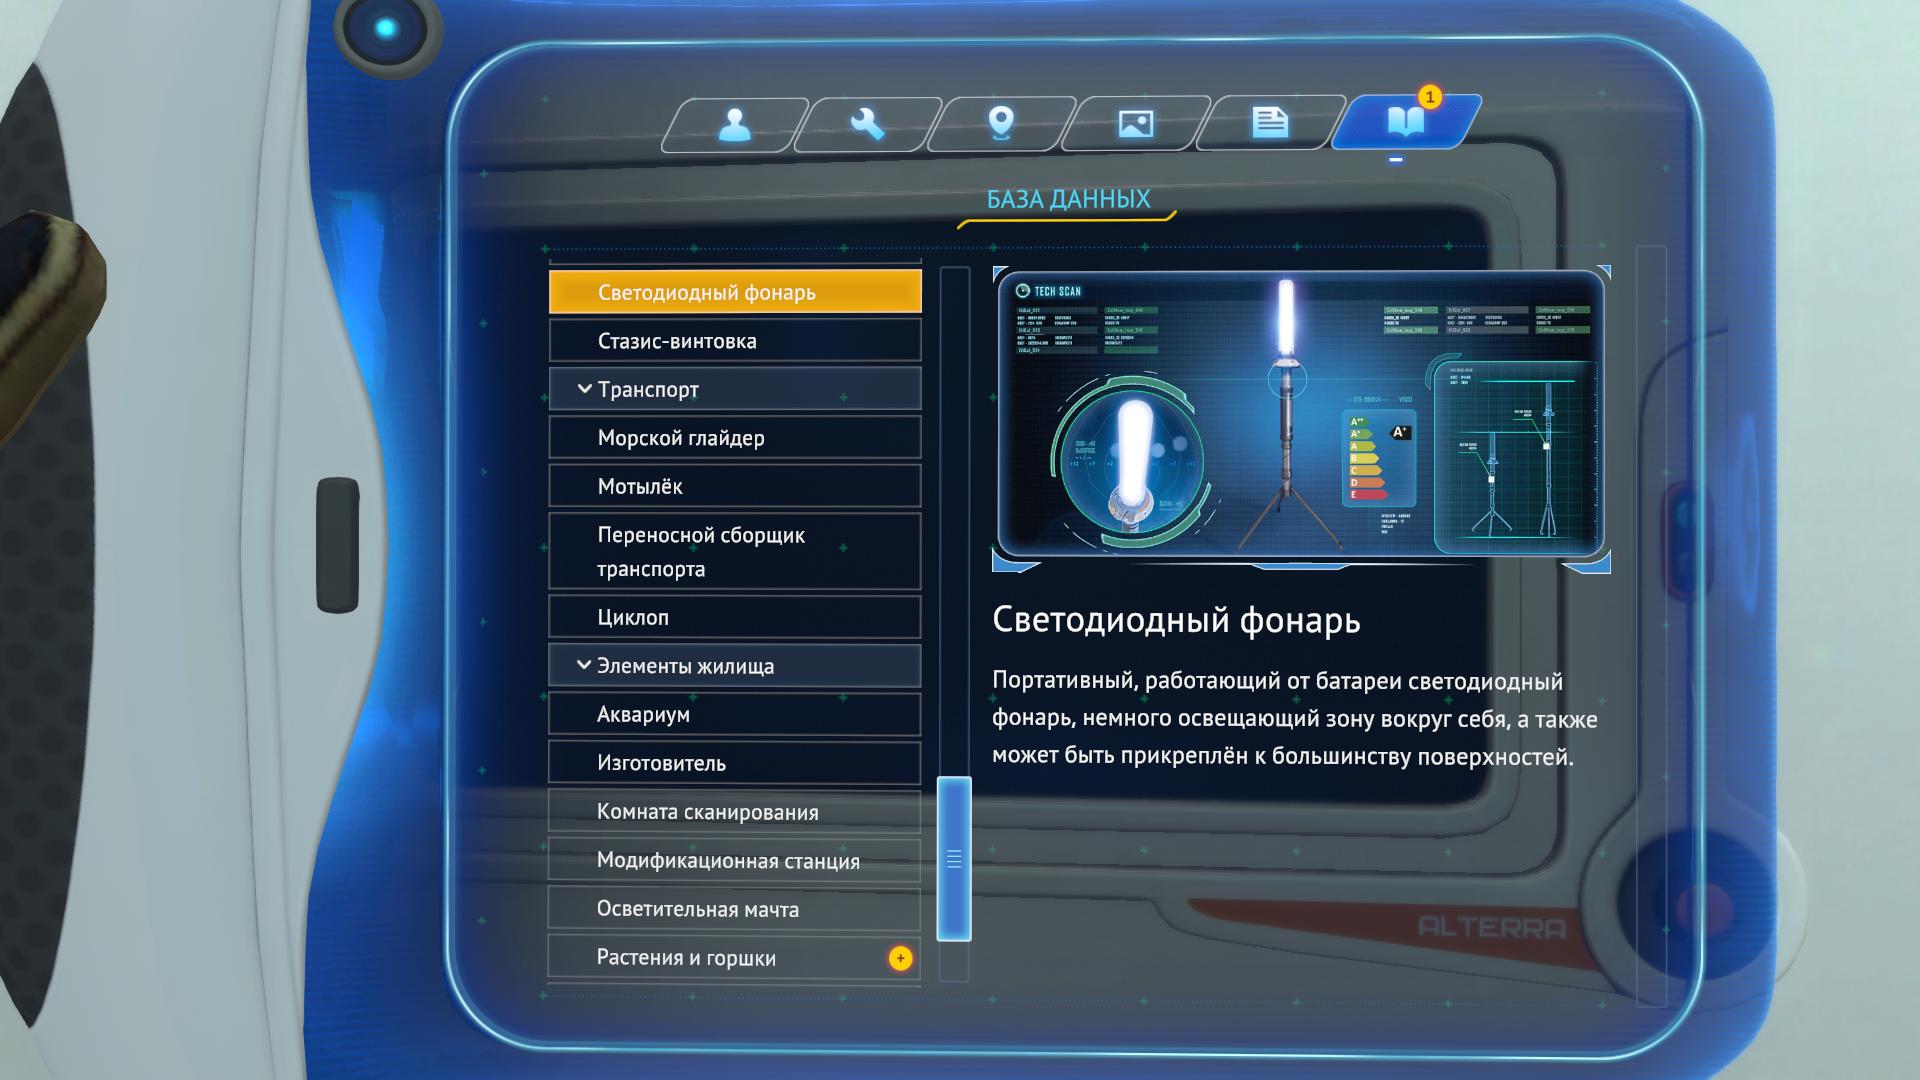 1
БАЗА ДАННЫХ
Светодиодный фонарь
Стазис-винтовка
Транспорт
Морской глайдер
Мотылёк
Переносной сборщик
транспорта
Циклоп
Элементы жилища
Аквариум
Изготовитель
Комната сканирования
Модификационная станция
Осветительная мачта
Растения и горшки
+
TECH SCAN
A++
A+
A
B
C
D
E
A+
Светодиодный фонарь
Портативный, работающий от батареи светодиодный
фонарь, немного освещающий зону вокруг себя, а также
может быть прикреплён к большинству поверхностей.
ALTERRA